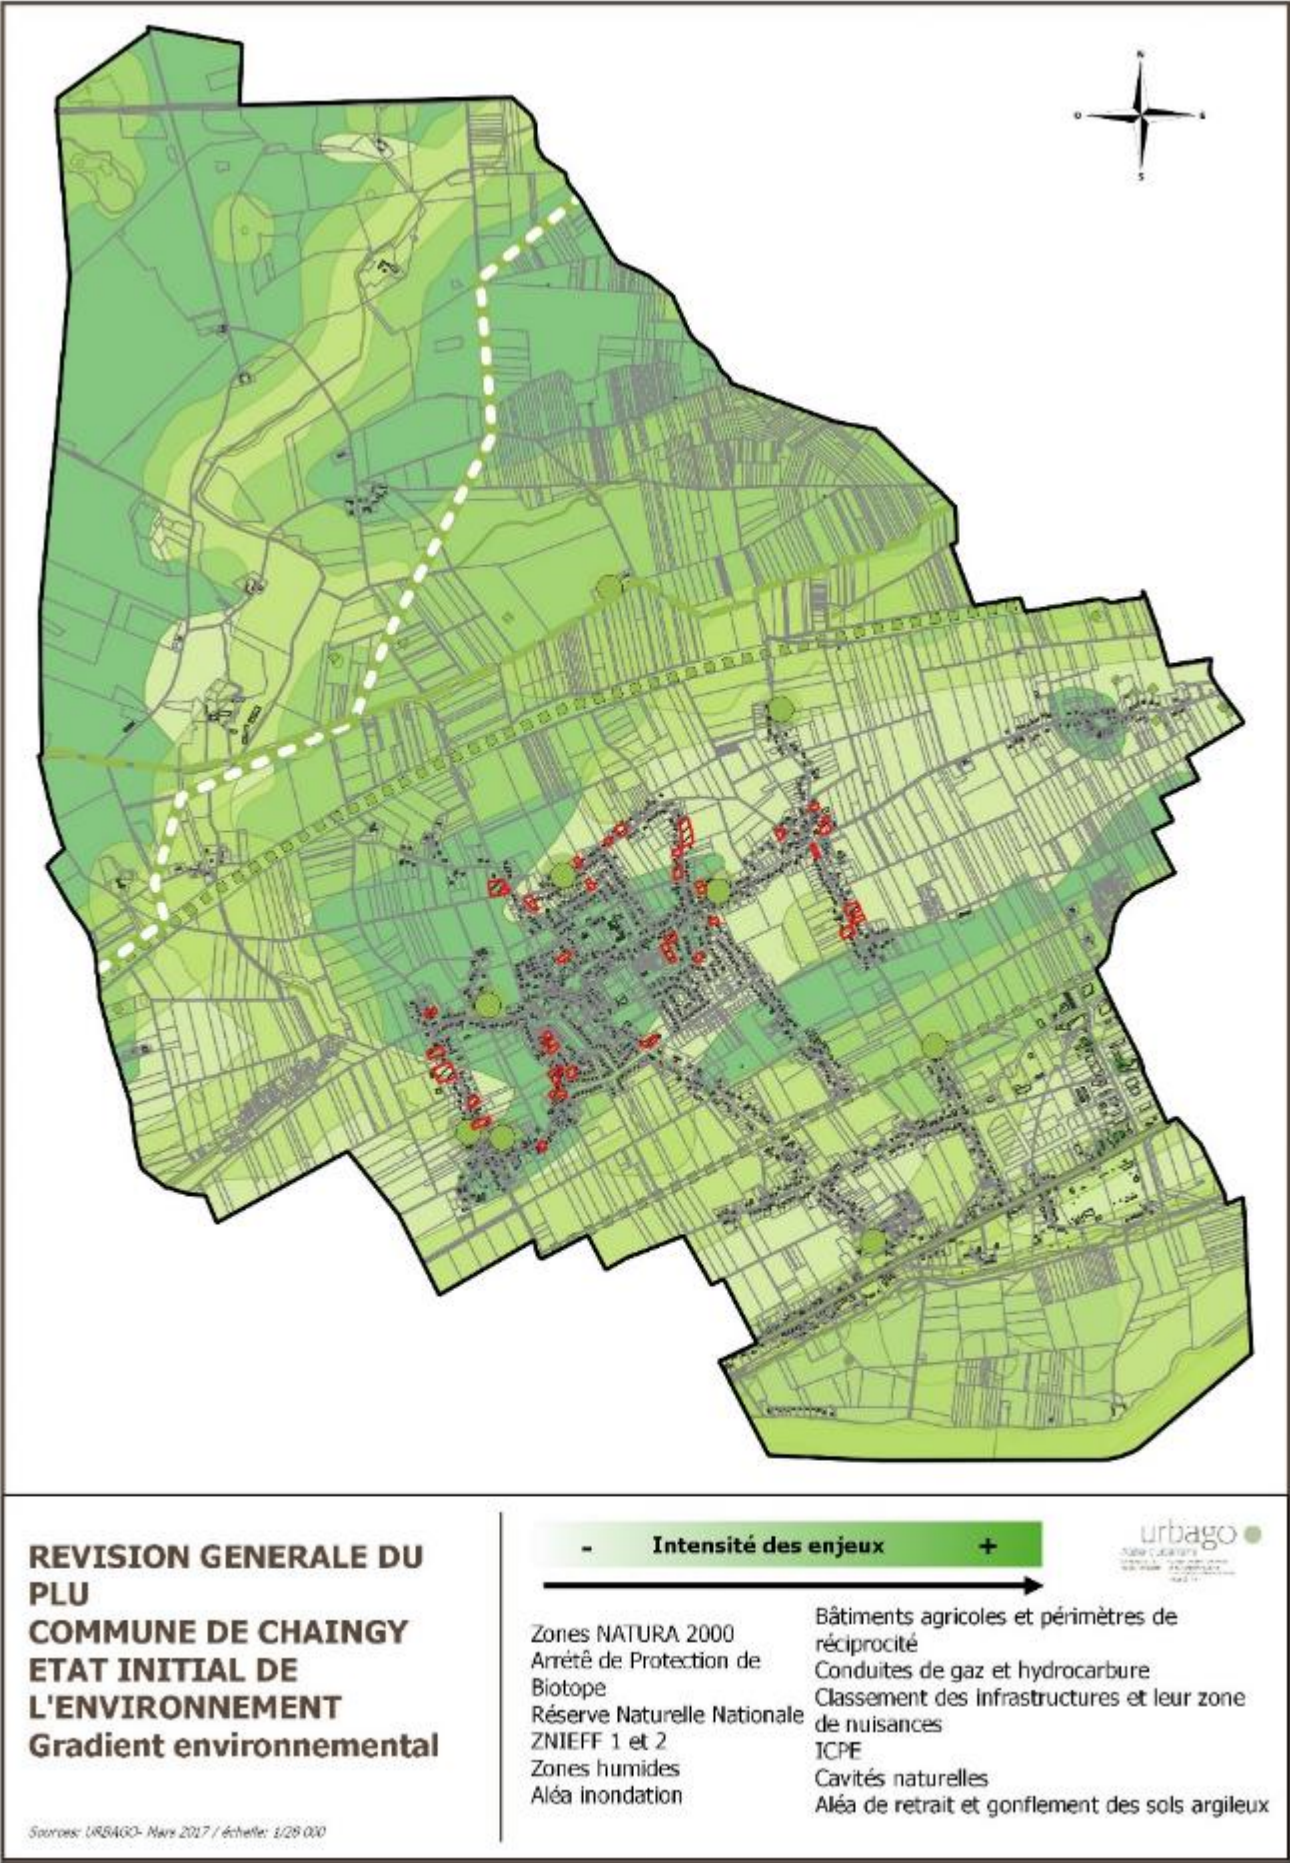 N
O
E
S
REVISION GENERALE DU
PLU
COMMUNE DE CHAINGY
ETAT INITIAL DE
L'ENVIRONNEMENT
Gradient environnemental
Sources: URBAGO- Mars 2017 / échelle: 1/28 000
- Intensité des enjeux +
Zones NATURA 2000
Arrêtê de Protection de
Biotope
Réserve Naturelle Nationale
ZNIEFF 1 et 2
Zones humides
Aléa inondation
Bâtiments agricoles et périmètres de
réciprocité
Conduites de gaz et hydrocarbure
Classement des infrastructures et leur zone
de nuisances
ICPE
Cavités naturelles
Aléa de retrait et gonflement des sols argileux
urbago